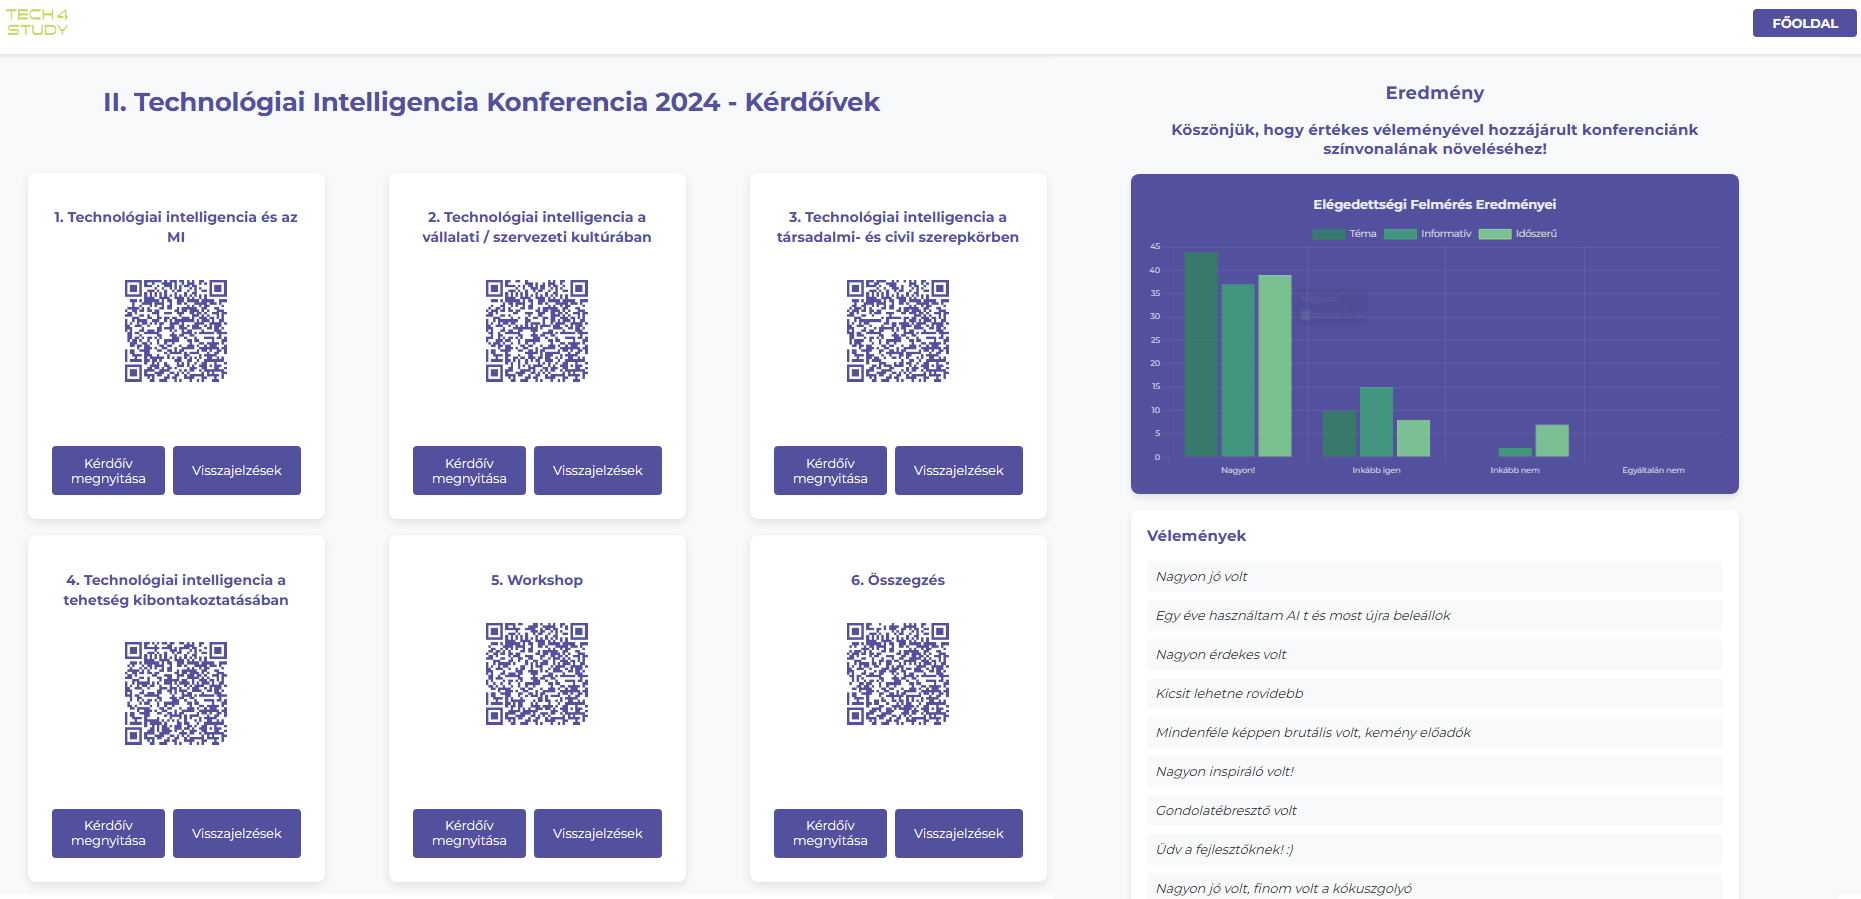 TECH 4
STUDY
FŐOLDAL
II. Technológiai Intelligencia Konferencia 2024 - Kérdőívek
1. Technológiai intelligencia és az
MI
Kérdőív
megnyitása
Visszajelzések
2. Technológiai intelligencia a
vállalati / szervezeti kultúrában
Kérdőív
megnyitása
Visszajelzések
3. Technológiai intelligencia a
társadalmi- és civil szerepkörben
Kérdőív
megnyitása
Visszajelzések
4. Technológiai intelligencia a
tehetség kibontakoztatásában
Kérdőív
megnyitása
Visszajelzések
5. Workshop
Kérdőív
megnyitása
Visszajelzések
6. Összegzés
Kérdőív
megnyitása
Visszajelzések
Eredmény
Köszönjük, hogy értékes véleményével hozzájárult konferenciánk
színvonalának növeléséhez!
Elégedettségi Felmérés Eredményei
Téma Informatív Időszerű
45
40
35
30
25
20
15
10
5
0
Nagyon! Inkább igen Inkább nem Egyáltalán nem
Nagyon!
Vélemények
Nagyon jó volt
Egy éve használtam AI t és most újra beleállok
Nagyon érdekes volt
Kicsit lehetne rovidebb
Mindenféle képpen brutális volt, kemény előadók
Nagyon inspiráló volt!
Gondolatébresztő volt
Üdv a fejlesztőknek! :)
Nagyon jó volt, finom volt a kókuszgolyó